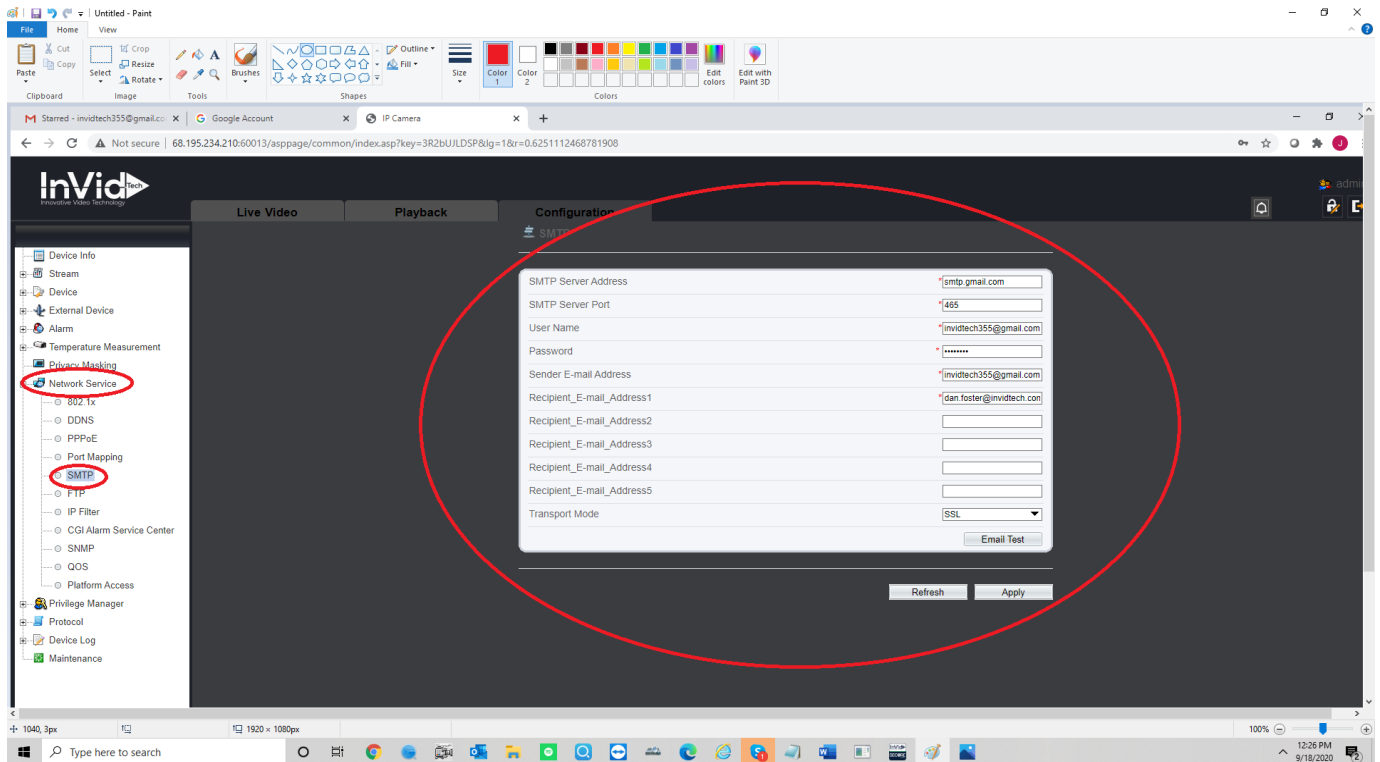 Untitled - Paint
File Home View
Paste
Cut
Copy
Clipboard
Select
Crop
Resize
Rotate
Image
A
Tools
Brushes
Outline
Fill
Shapes
Size
Color 1
Color 2
Edit colors
Colors
Edit with Paint 3D
M Starred - invidtech355@gmail.co X
G Google Account X
IP Camera X +
Not secure | 68.195.234.210:60013/asppage/common/index.asp?key=3R2bUJLDSP8&lg=1&r=0.6251112468781908
J
InVid Tech
Innovative Video Technology
admi
Live Video Playback Configuration
SMTP
Device Info
Stream
Device
External Device
Alarm
Temperature Measurement
Privacy Masking
Network Service
802.1x
DDNS
PPPoE
Port Mapping
SMTP
FTP
IP Filter
CGI Alarm Service Center
SNMP
QOS
Platform Access
Privilege Manager
Protocol
Device Log
Maintenance
SMTP Server Address *smtp.gmail.com
SMTP Server Port *465
User Name *invidtech355@gmail.com
Password *••••••••
Sender E-mail Address *invidtech355@gmail.com
Recipient_E-mail_Address1 *dan.foster@invidtech.con
Recipient_E-mail_Address2
Recipient_E-mail_Address3
Recipient_E-mail_Address4
Recipient_E-mail_Address5
Transport Mode SSL
Email Test
Refresh Apply
1040, 3px 1920 × 1080px 100%
Type here to search
12:26 PM
9/18/2020
2